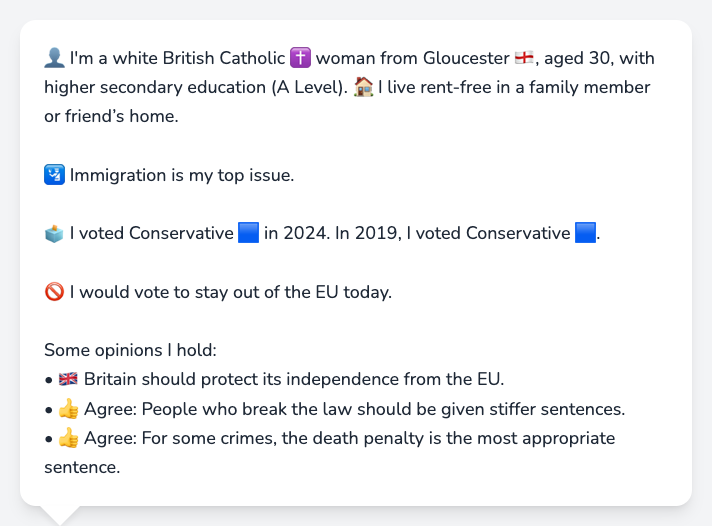 👤 I'm a white British Catholic ✝️ woman from Gloucester 🏴󠁧󠁢󠁥󠁮󠁧󠁿, aged 30, with
higher secondary education (A Level). 🏠 I live rent-free in a family member
or friend’s home.
🛂 Immigration is my top issue.
🗳️ I voted Conservative 🟦 in 2024. In 2019, I voted Conservative 🟦.
🚫 I would vote to stay out of the EU today.
Some opinions I hold:
• 🇬🇧 Britain should protect its independence from the EU.
• 👍 Agree: People who break the law should be given stiffer sentences.
• 👍 Agree: For some crimes, the death penalty is the most appropriate
sentence.